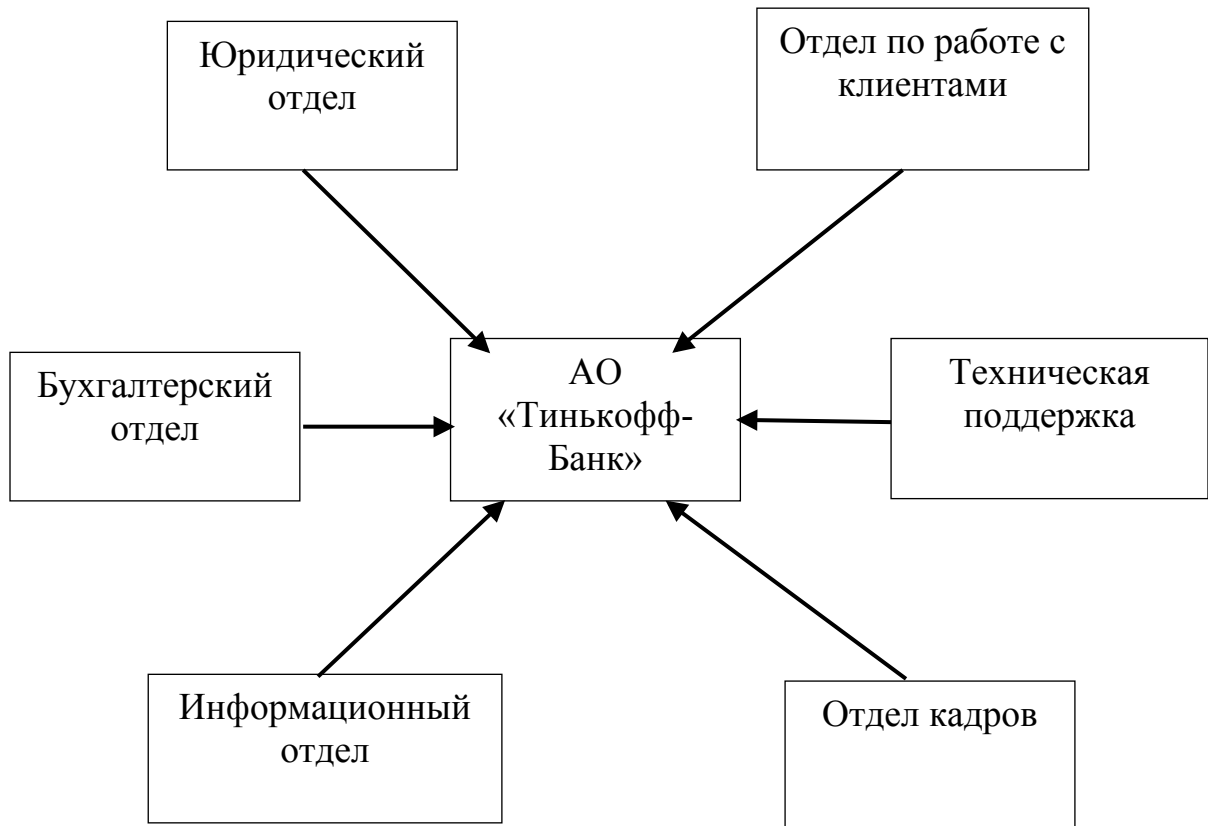 Юридический
отдел
Отдел по работе с
клиентами
Бухгалтерский
отдел
АО
«Тинькофф-
Банк»
Техническая
поддержка
Информационный
отдел
Отдел кадров